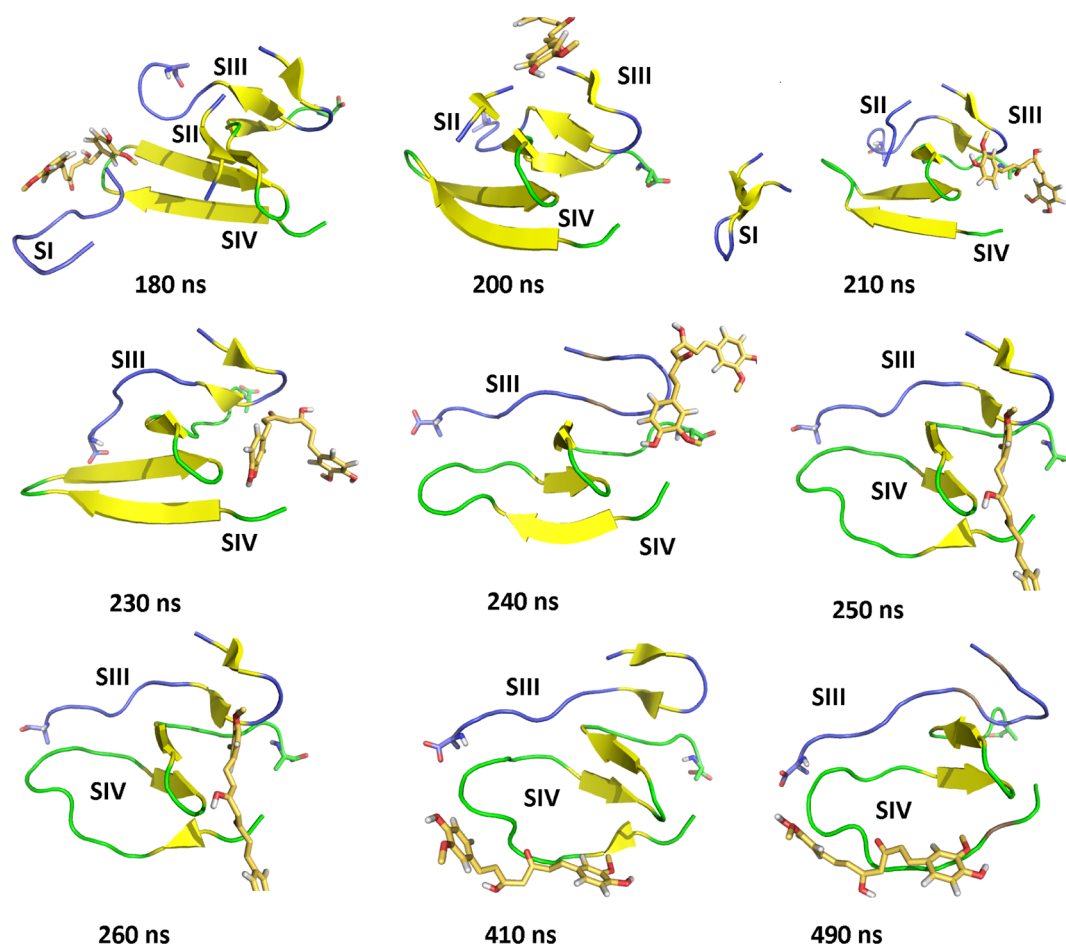 SIII
SII
SI
SIV
180 ns
SIII
SII
SIV
200 ns
SI
SII
SIII
SIV
210 ns
SIII
SIV
230 ns
SIII
SIV
240 ns
SIII
SIV
250 ns
SIII
SIV
260 ns
SIII
SIV
410 ns
SIII
SIV
490 ns